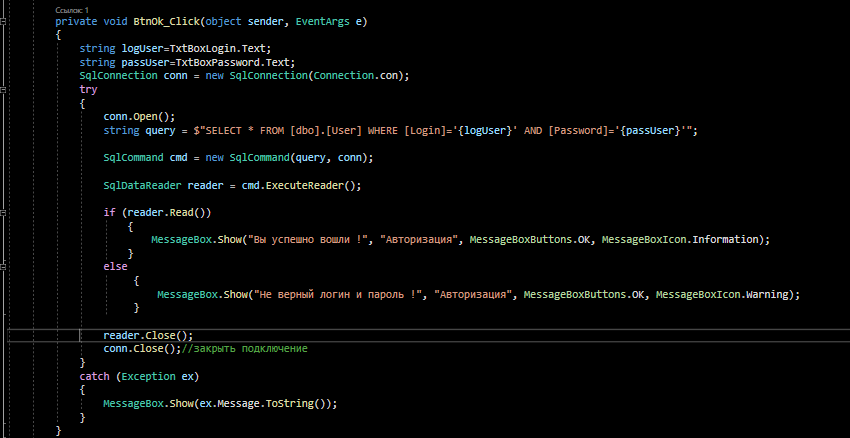 Ссылок: 1
private void BtnOk_Click(object sender, EventArgs e)
{
string logUser=TxtBoxLogin.Text;
string passUser=TxtBoxPassword.Text;
SqlConnection conn = new SqlConnection(Connection.con);
try
{
conn.Open();
string query = $"SELECT * FROM [dbo].[User] WHERE [Login]='{logUser}' AND [Password]='{passUser}'";
SqlCommand cmd = new SqlCommand(query, conn);
SqlDataReader reader = cmd.ExecuteReader();
if (reader.Read())
{
MessageBox.Show("Вы успешно вошли !", "Авторизация", MessageBoxButtons.OK, MessageBoxIcon.Information);
}
else
{
MessageBox.Show("Не верный логин и пароль !", "Авторизация", MessageBoxButtons.OK, MessageBoxIcon.Warning);
}
reader.Close();
conn.Close();//закрыть подключение
}
catch (Exception ex)
{
MessageBox.Show(ex.Message.ToString());
}
}